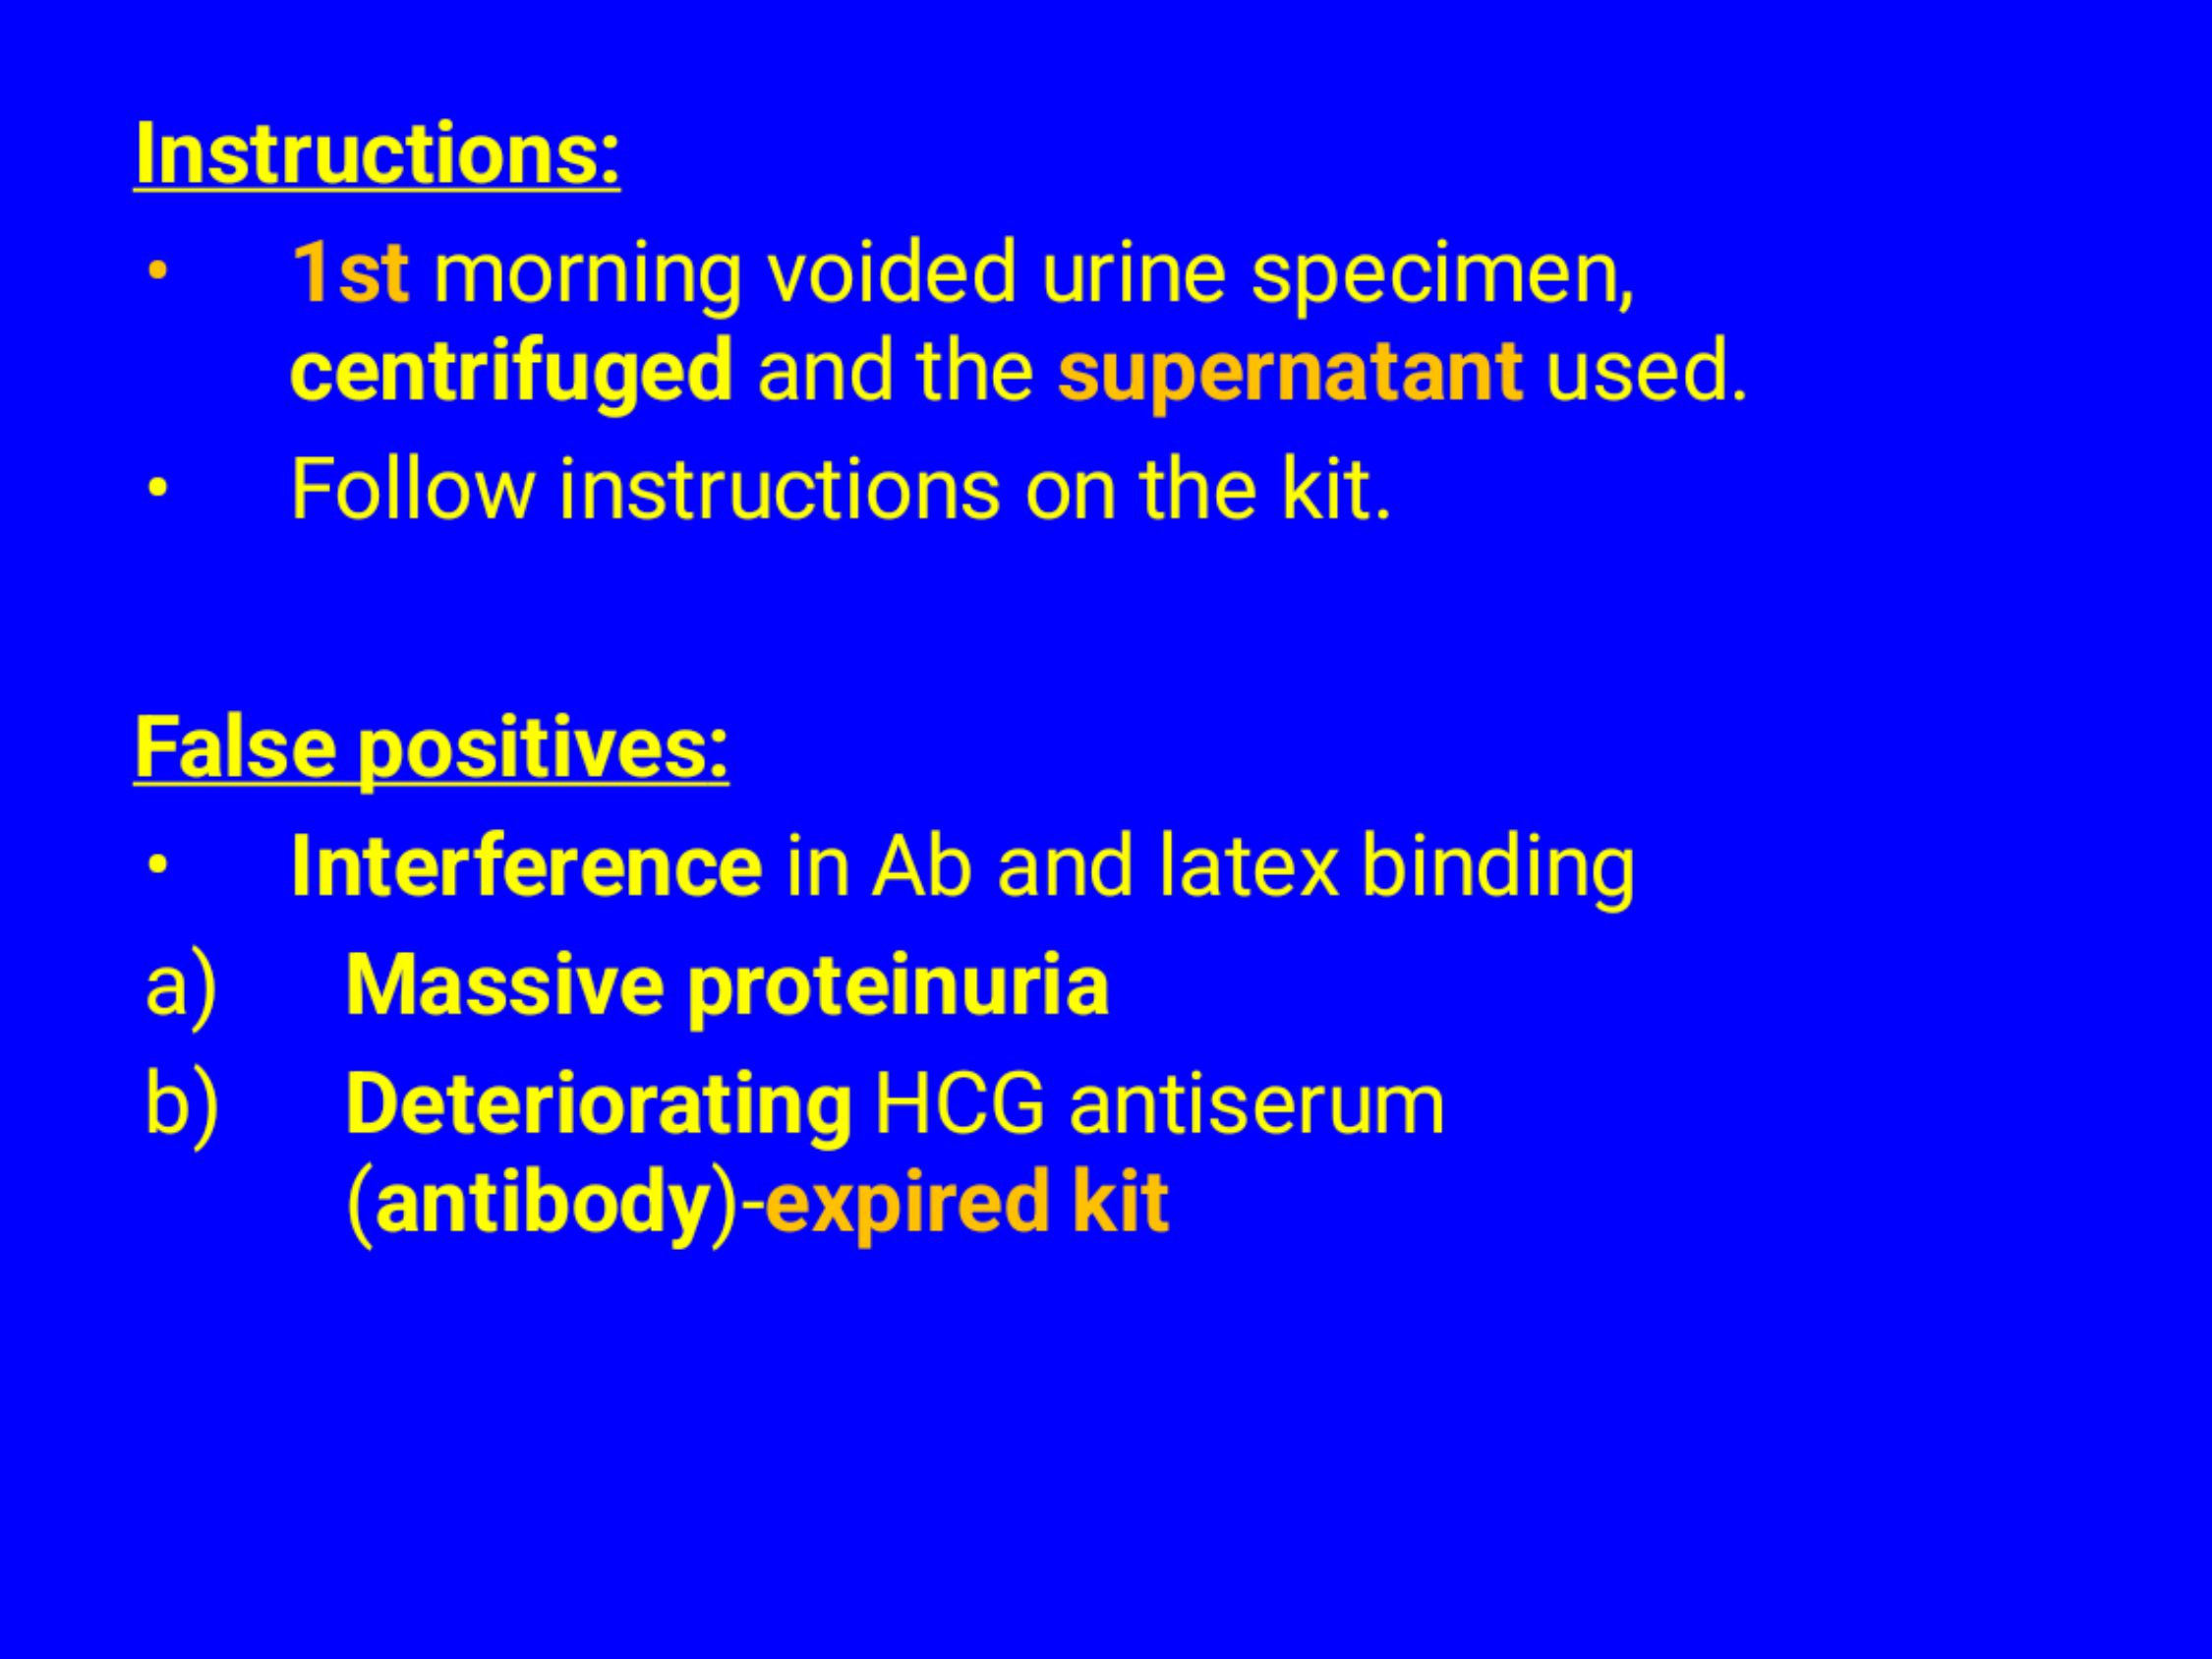 Instructions:
• 1st morning voided urine specimen,
centrifuged and the supernatant used.
• Follow instructions on the kit.
False positives:
• Interference in Ab and latex binding
a) Massive proteinuria
b) Deteriorating HCG antiserum
(antibody)-expired kit